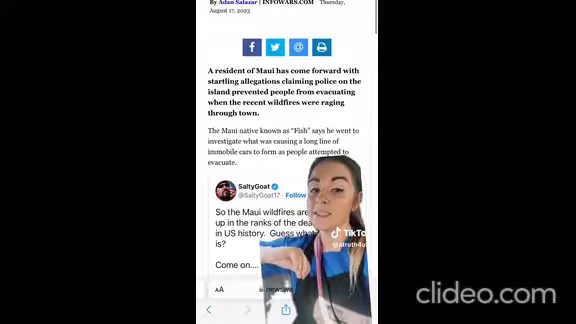 By Adan Salazar | INFOWARS.COM Thursday,
August 17, 2023
A resident of Maui has come forward with
startling allegations claiming police on the
island prevented people from evacuating
when the recent wildfires were raging
through town.
The Maui native known as “Fish” says he went to
investigate what was causing a long line of
immobile cars to form as people attempted to
evacuate.
SaltyGoat
@SaltyGoat17 · Follow
So the Maui wildfires are
up in the ranks of the
in US history. Guess
is?
Come on....
TikTo
AA
clideo.com